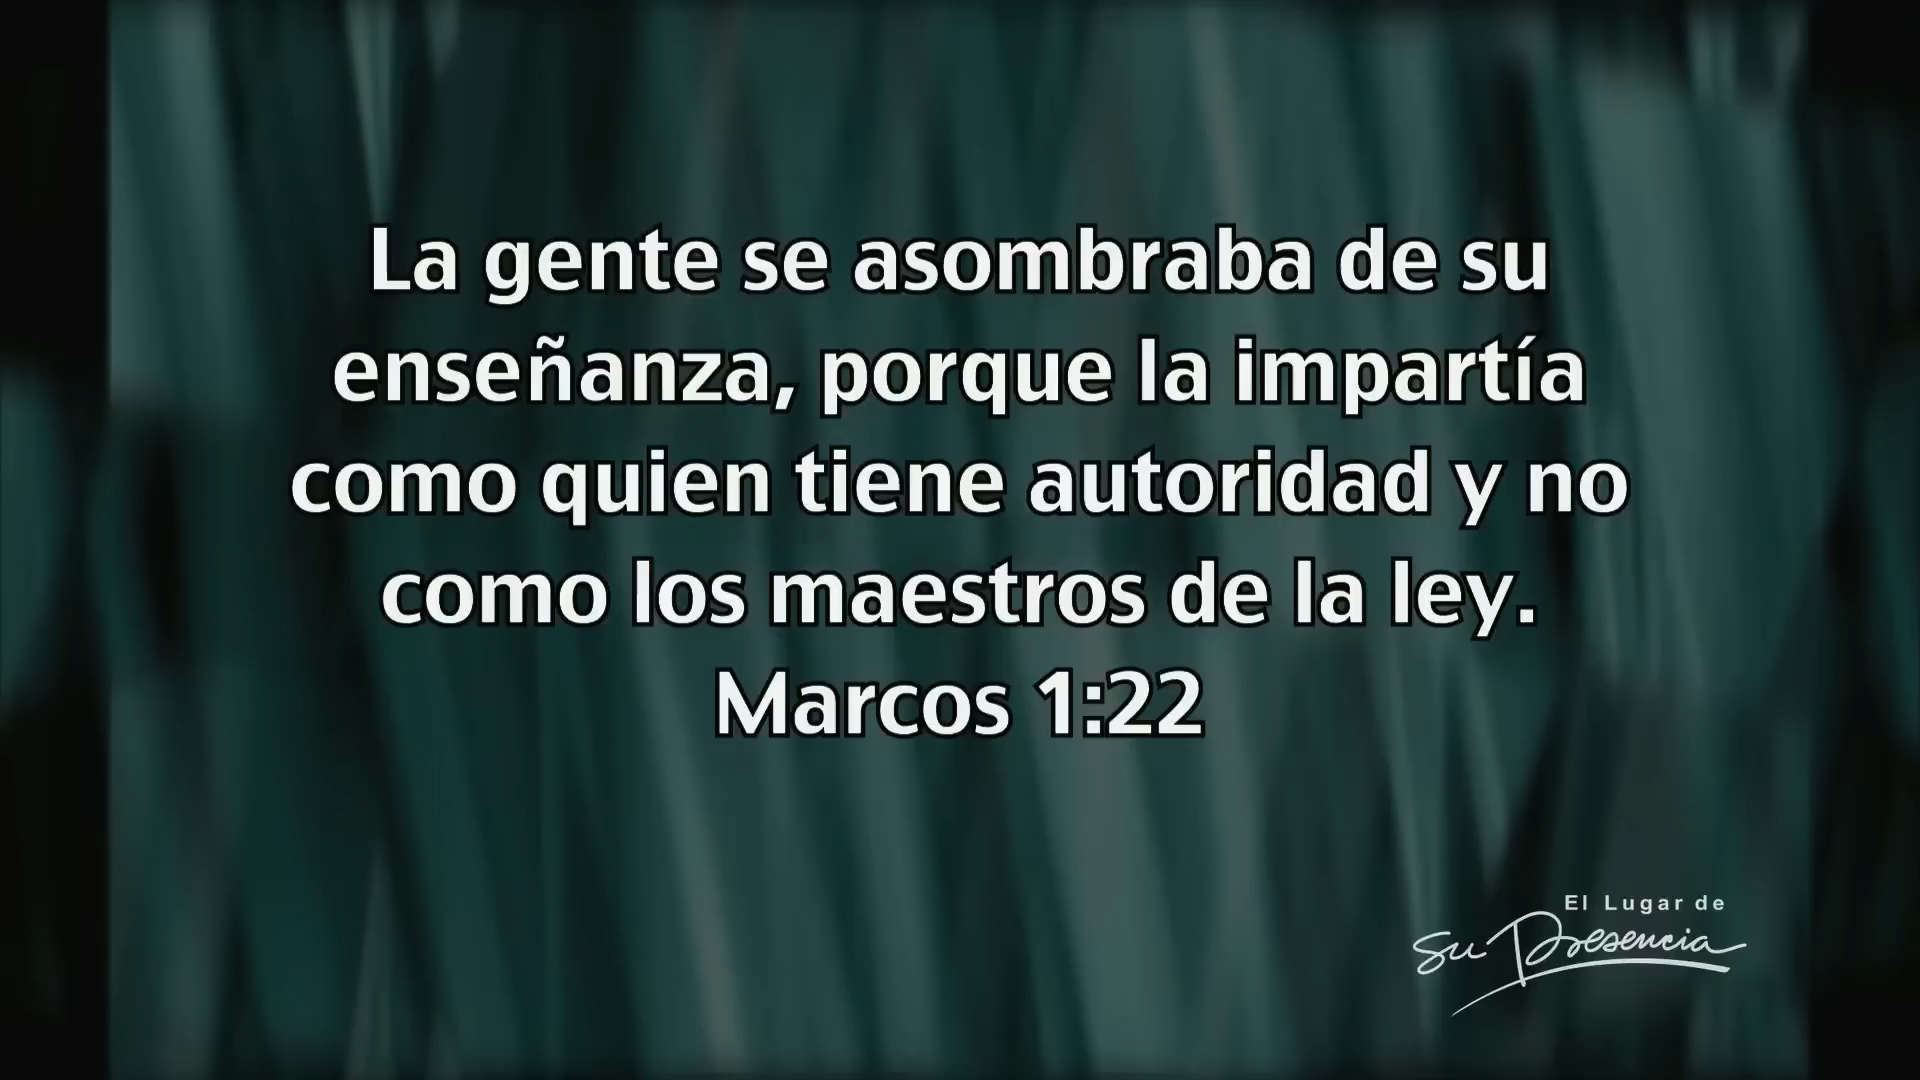 La gente se asombraba de su
enseñanza, porque la impartía
como quien tiene autoridad y no
como los maestros de la ley.
Marcos 1:22
El Lugar de
Su Presencia